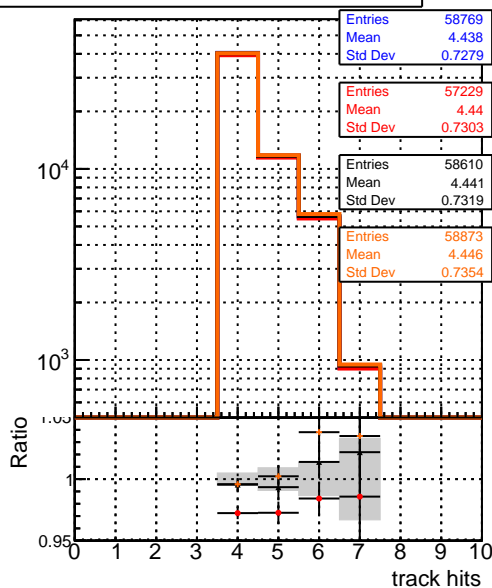 Entries 58769
Mean 4.438
Std Dev 0.7279
Entries 57229
Mean 4.44
Std Dev 0.7303
Entries 58610
Mean 4.441
Std Dev 0.7319
Entries 58873
Mean 4.446
Std Dev 0.7354
10⁴
10³
Ratio
1.05
1
0.95
0 1 2 3 4 5 6 7 8 9 10
track hits